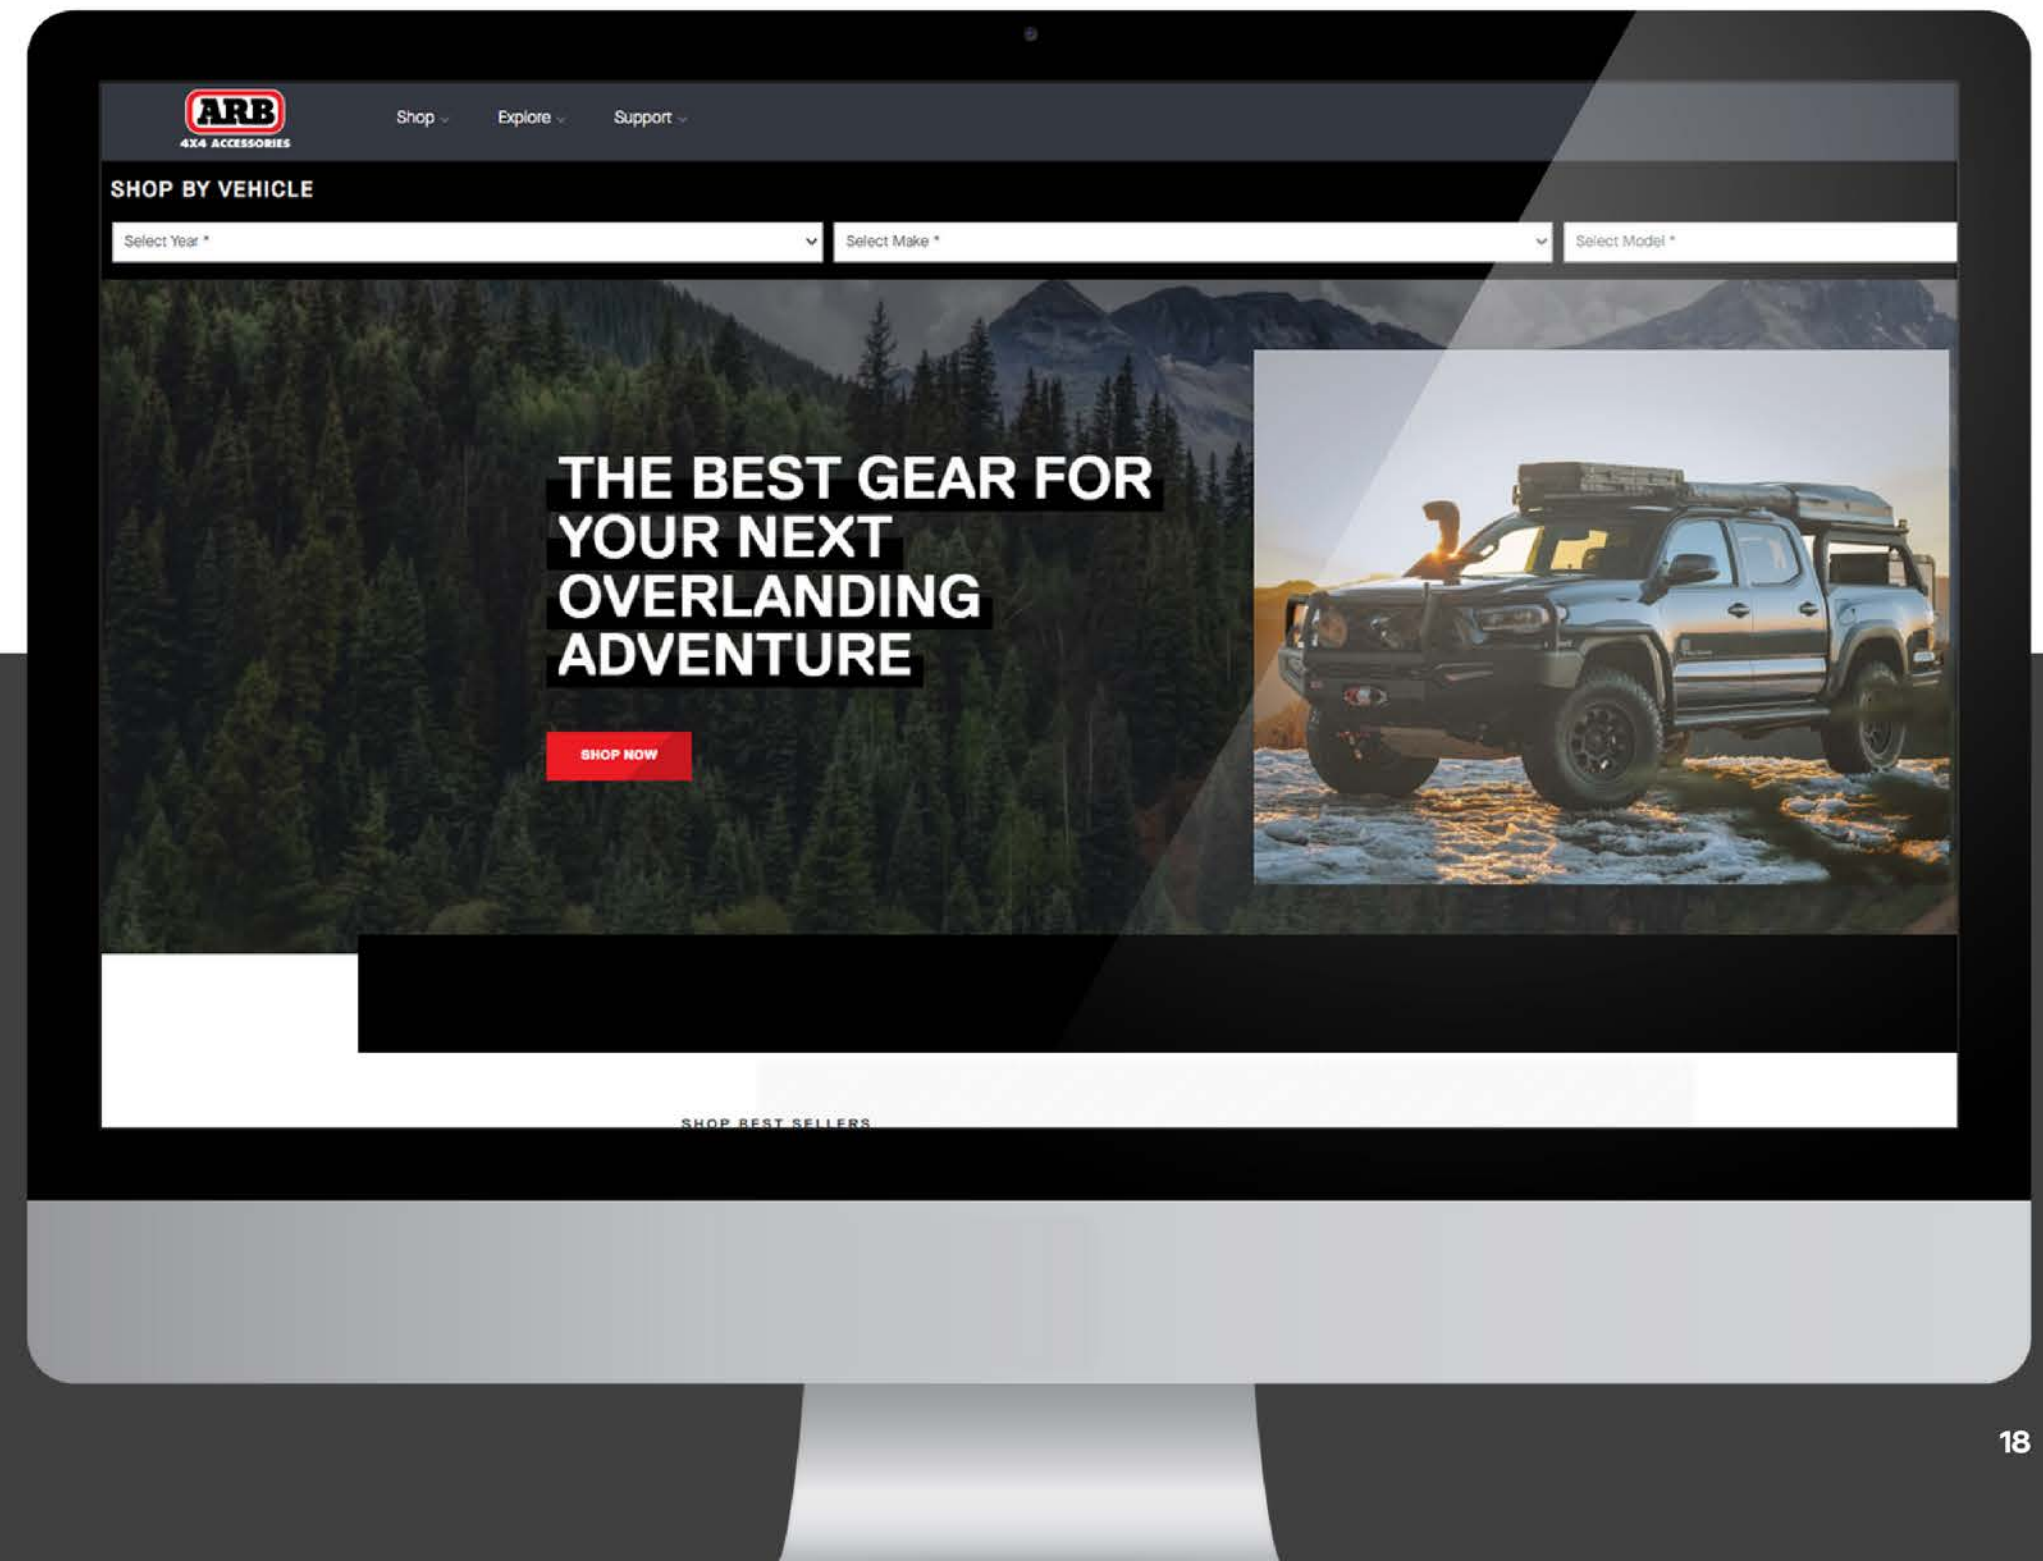 ARB
4X4 ACCESSORIES
Shop
Explore
Support
SHOP BY VEHICLE
Select Year *
Select Make *
Select Model *
THE BEST GEAR FOR
YOUR NEXT
OVERLANDING
ADVENTURE
SHOP NOW
SHOP BEST SELLERS
18